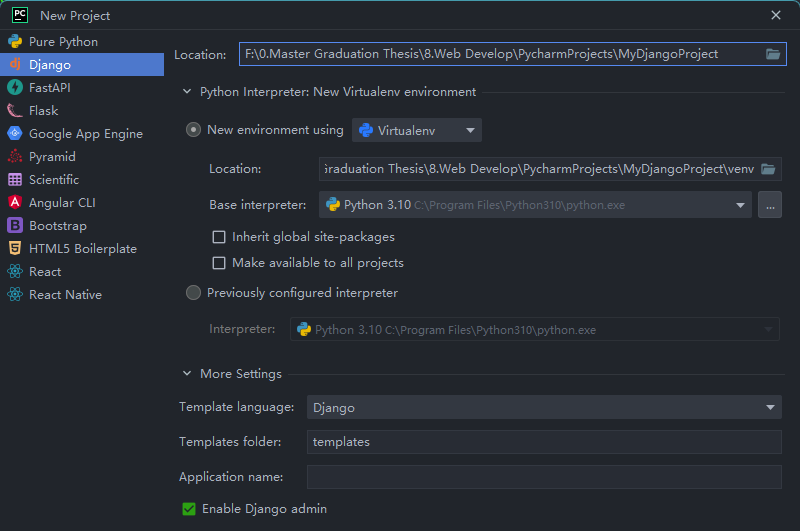 PC New Project
Pure Python
dj Django
FastAPI
Flask
Google App Engine
Pyramid
Scientific
Angular CLI
Bootstrap
HTML5 Boilerplate
React
React Native
Location: F:\0.Master Graduation Thesis\8.Web Develop\PycharmProjects\MyDjangoProject
Python Interpreter: New Virtualenv environment
New environment using Virtualenv
Location: Graduation Thesis\8.Web Develop\PycharmProjects\MyDjangoProject\venv
Base interpreter: Python 3.10 C:\Program Files\Python310\python.exe ...
Inherit global site-packages
Make available to all projects
Previously configured interpreter
Interpreter: Python 3.10 C:\Program Files\Python310\python.exe
More Settings
Template language: Django
Templates folder: templates
Application name:
Enable Django admin